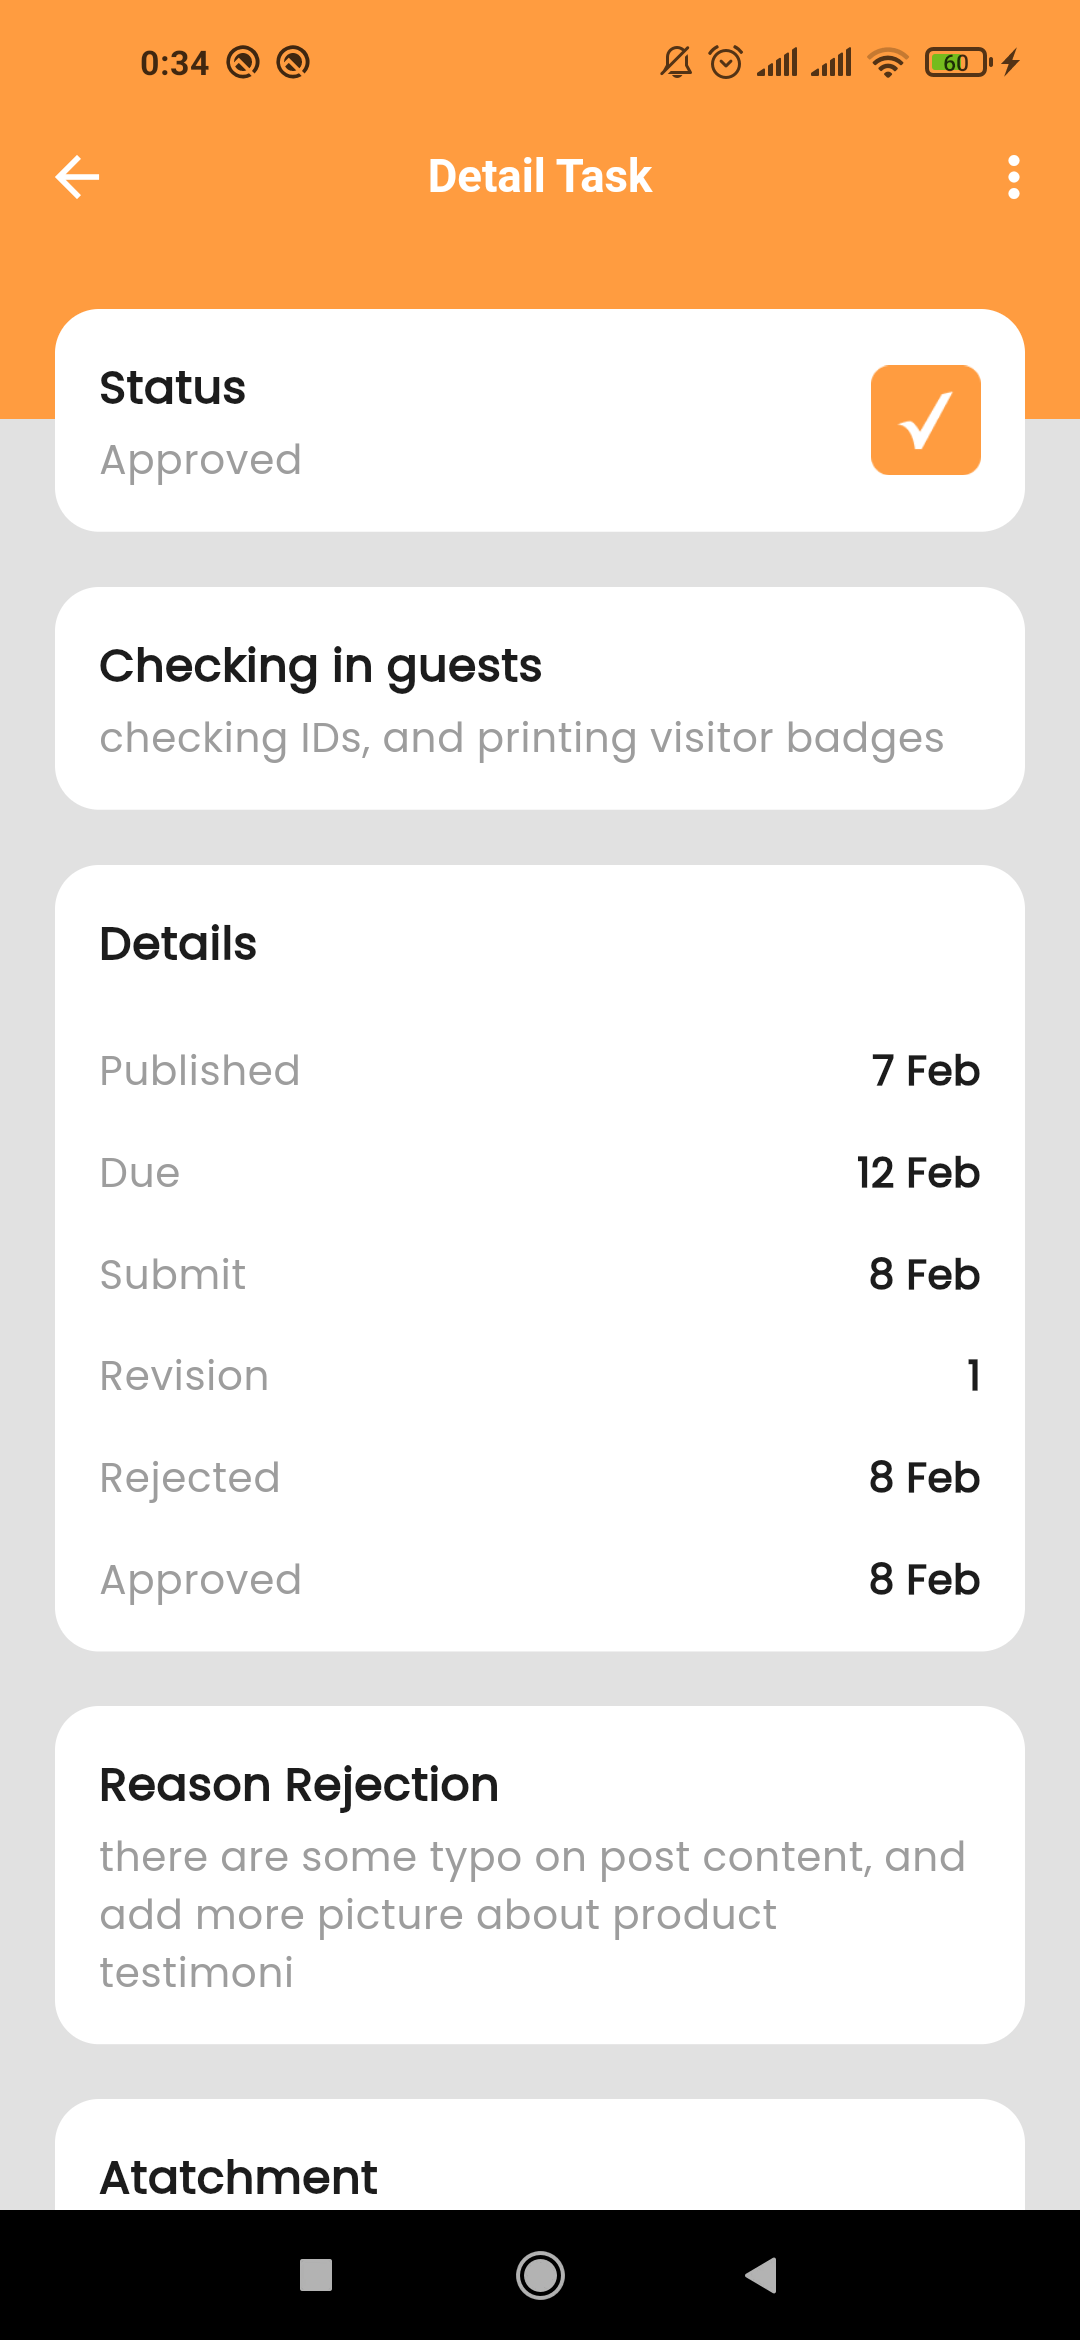 0:34
60
Detail Task
Status
Approved
Checking in guests
checking IDs, and printing visitor badges
Details
Published 7 Feb
Due 12 Feb
Submit 8 Feb
Revision 1
Rejected 8 Feb
Approved 8 Feb
Reason Rejection
there are some typo on post content, and
add more picture about product
testimoni
Atatchment